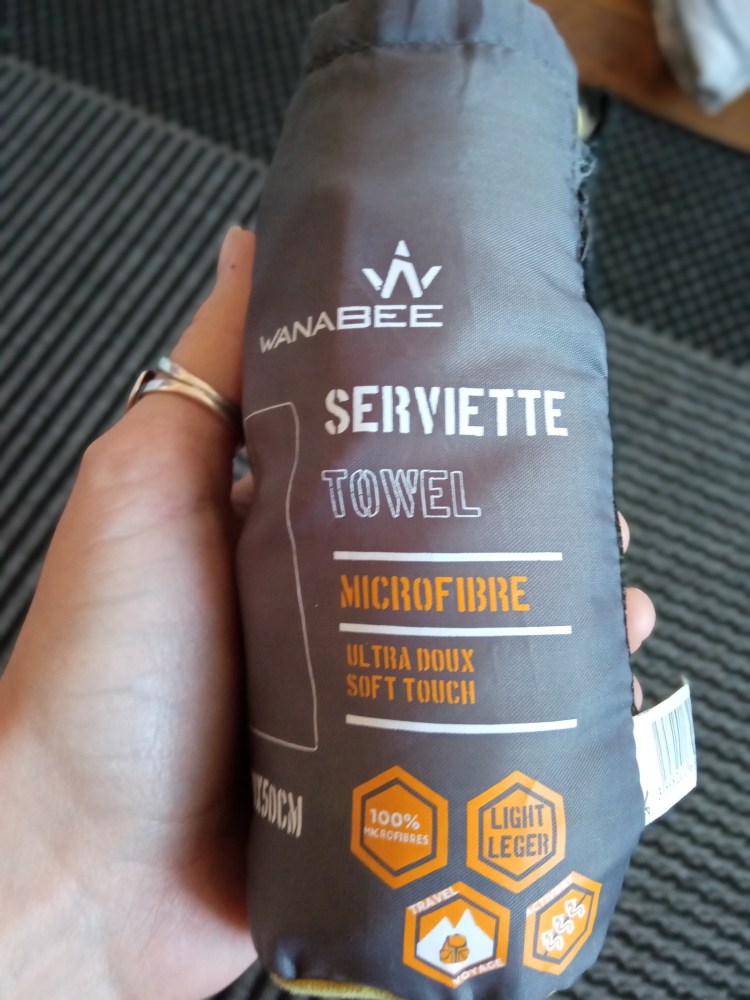 WANABEE
SERVIETTE
TOWEL
MICROFIBRE
ULTRA DOUX
SOFT TOUCH
100%
MICROFIBRES
LIGHT
LEGER
TRAVEL
VOYAGE